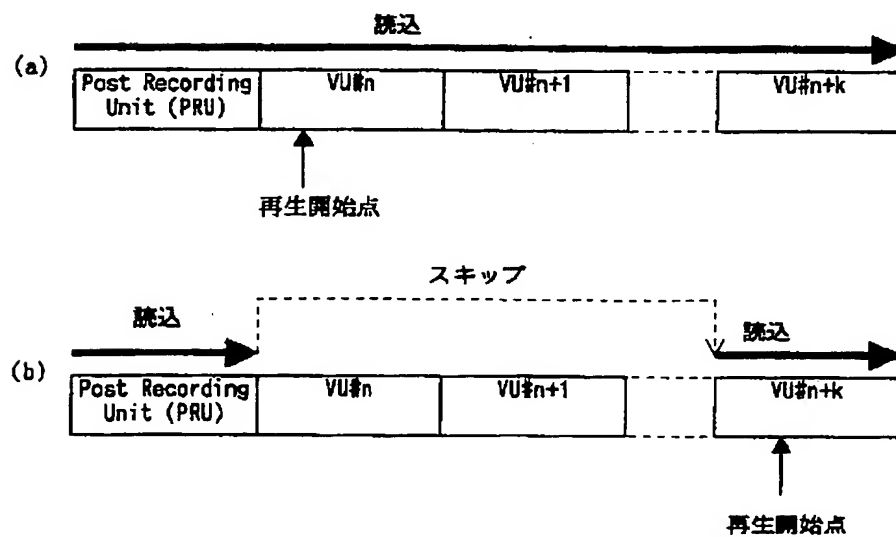 読込
(a)
Post Recording
Unit (PRU)
VU#n
VU#n+1
VU#n+k
再生開始点
スキップ
読込
読込
(b)
Post Recording
Unit (PRU)
VU#n
VU#n+1
VU#n+k
再生開始点